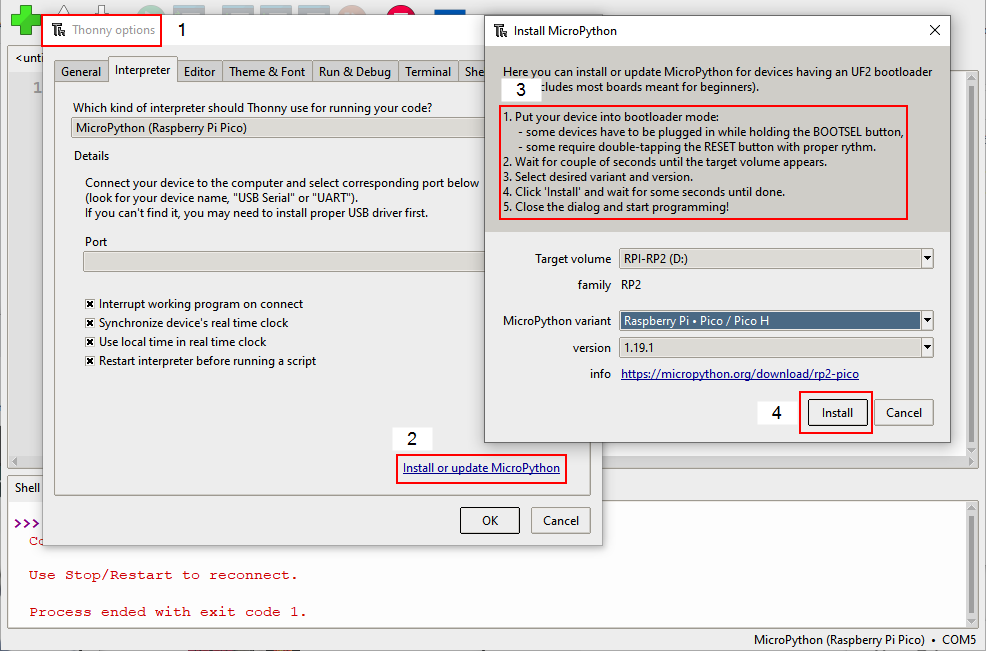 Thonny options
1
<unti
1
General Interpreter Editor Theme & Font Run & Debug Terminal She
Which kind of interpreter should Thonny use for running your code?
MicroPython (Raspberry Pi Pico)
Details
Connect your device to the computer and select corresponding port below
(look for your device name, "USB Serial" or "UART").
If you can't find it, you may need to install proper USB driver first.
Port
Interrupt working program on connect
Synchronize device's real time clock
Use local time in real time clock
Restart interpreter before running a script
2
Install or update MicroPython
OK Cancel
Install MicroPython
Here you can install or update MicroPython for devices having an UF2 bootloader
3
cludes most boards meant for beginners).
1. Put your device into bootloader mode:
- some devices have to be plugged in while holding the BOOTSEL button,
- some require double-tapping the RESET button with proper rythm.
2. Wait for couple of seconds until the target volume appears.
3. Select desired variant and version.
4. Click 'Install' and wait for some seconds until done.
5. Close the dialog and start programming!
Target volume RPI-RP2 (D:)
family RP2
MicroPython variant Raspberry Pi • Pico / Pico H
version 1.19.1
info https://micropython.org/download/rp2-pico
4
Install Cancel
Shell
>>>
Co
Use Stop/Restart to reconnect.
Process ended with exit code 1.
MicroPython (Raspberry Pi Pico) • COM5